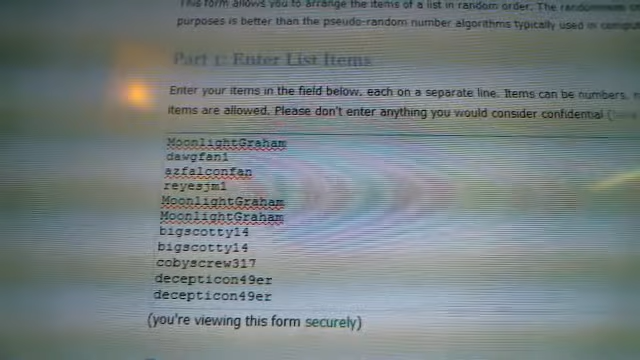 This form allows you to arrange the items of a list in random order. The randomness
purposes is better than the pseudo-random number algorithms typically used in
Part 1: Enter List Items
Enter your items in the field below, each on a separate line. Items can be numbers,
items are allowed. Please don't enter anything you would consider confidential
MoonlightGraham
dawgfan1
azfalconfan
reyesjm1
MoonlightGraham
MoonlightGraham
bigscotty14
bigscotty14
cobyscrew317
decepticon49er
decepticon49er
(you're viewing this form securely)